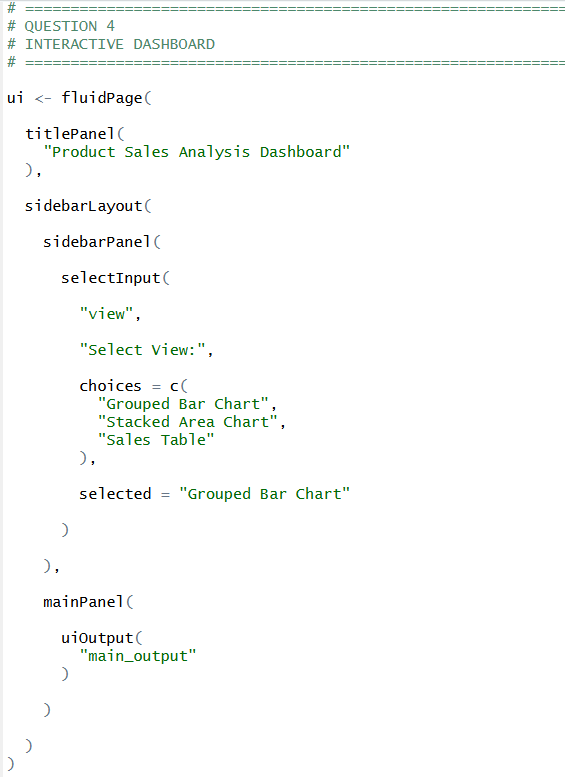 # ============================================================
# QUESTION 4
# INTERACTIVE DASHBOARD
# ============================================================
ui <- fluidPage(
titlePanel(
"Product Sales Analysis Dashboard"
),
sidebarLayout(
sidebarPanel(
selectInput(
"view",
"Select View:",
choices = c(
"Grouped Bar Chart",
"Stacked Area Chart",
"Sales Table"
),
selected = "Grouped Bar Chart"
)
),
mainPanel(
uiOutput(
"main_output"
)
)
)
)